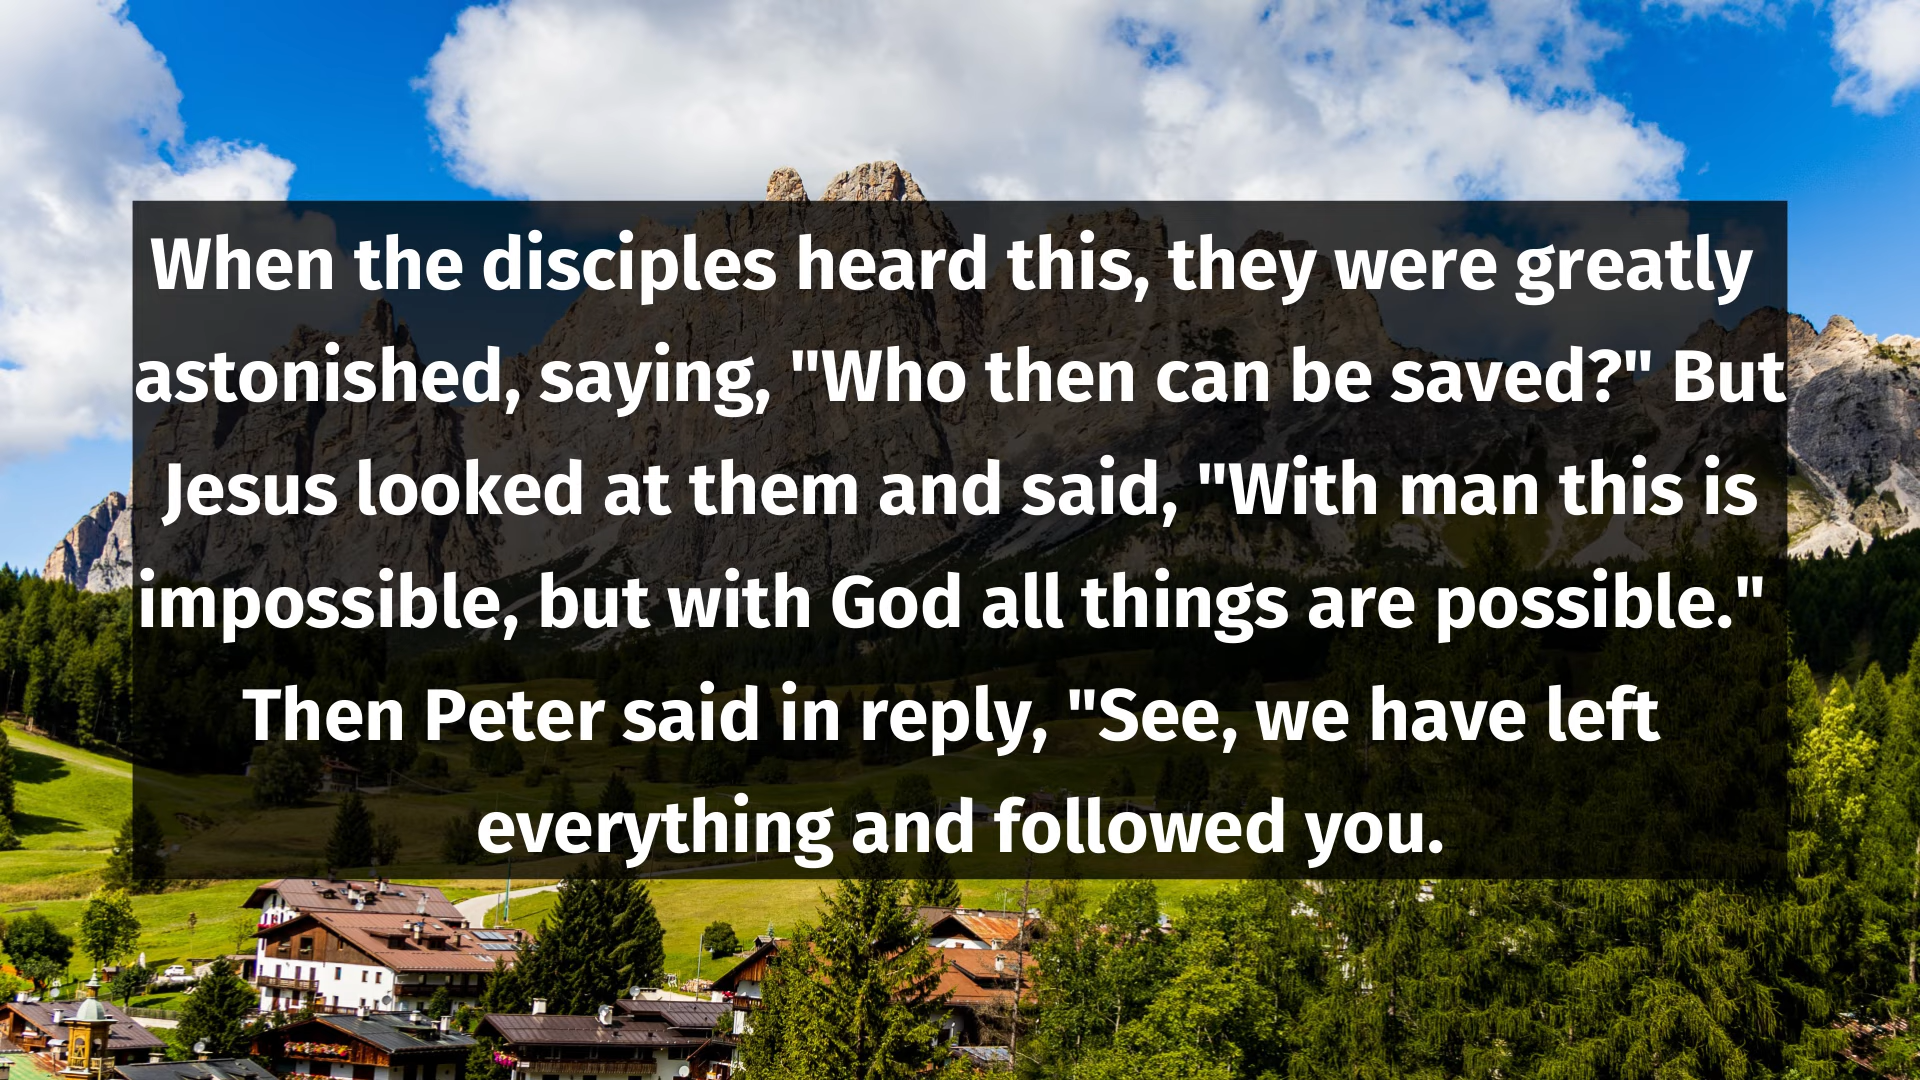 When the disciples heard this, they were greatly
astonished, saying, "Who then can be saved?" But
Jesus looked at them and said, "With man this is
impossible, but with God all things are possible."
Then Peter said in reply, "See, we have left
everything and followed you.